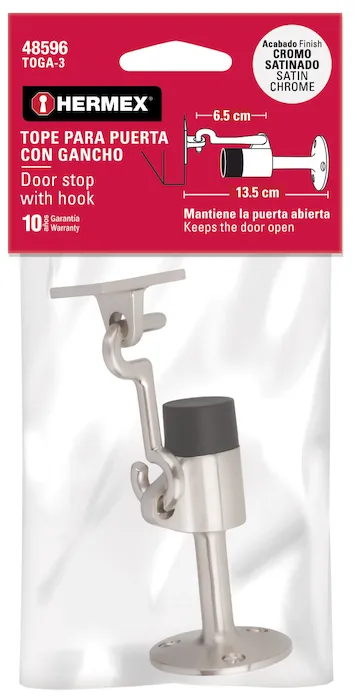 48596
TOGA-3
Acabado Finish
CROMO
SATINADO
SATIN
CHROME
HERMEX®
TOPE PARA PUERTA
CON GANCHO
Door stop
with hook
10 años Garantía
Warranty
6.5 cm
13.5 cm
Mantiene la puerta abierta
Keeps the door open